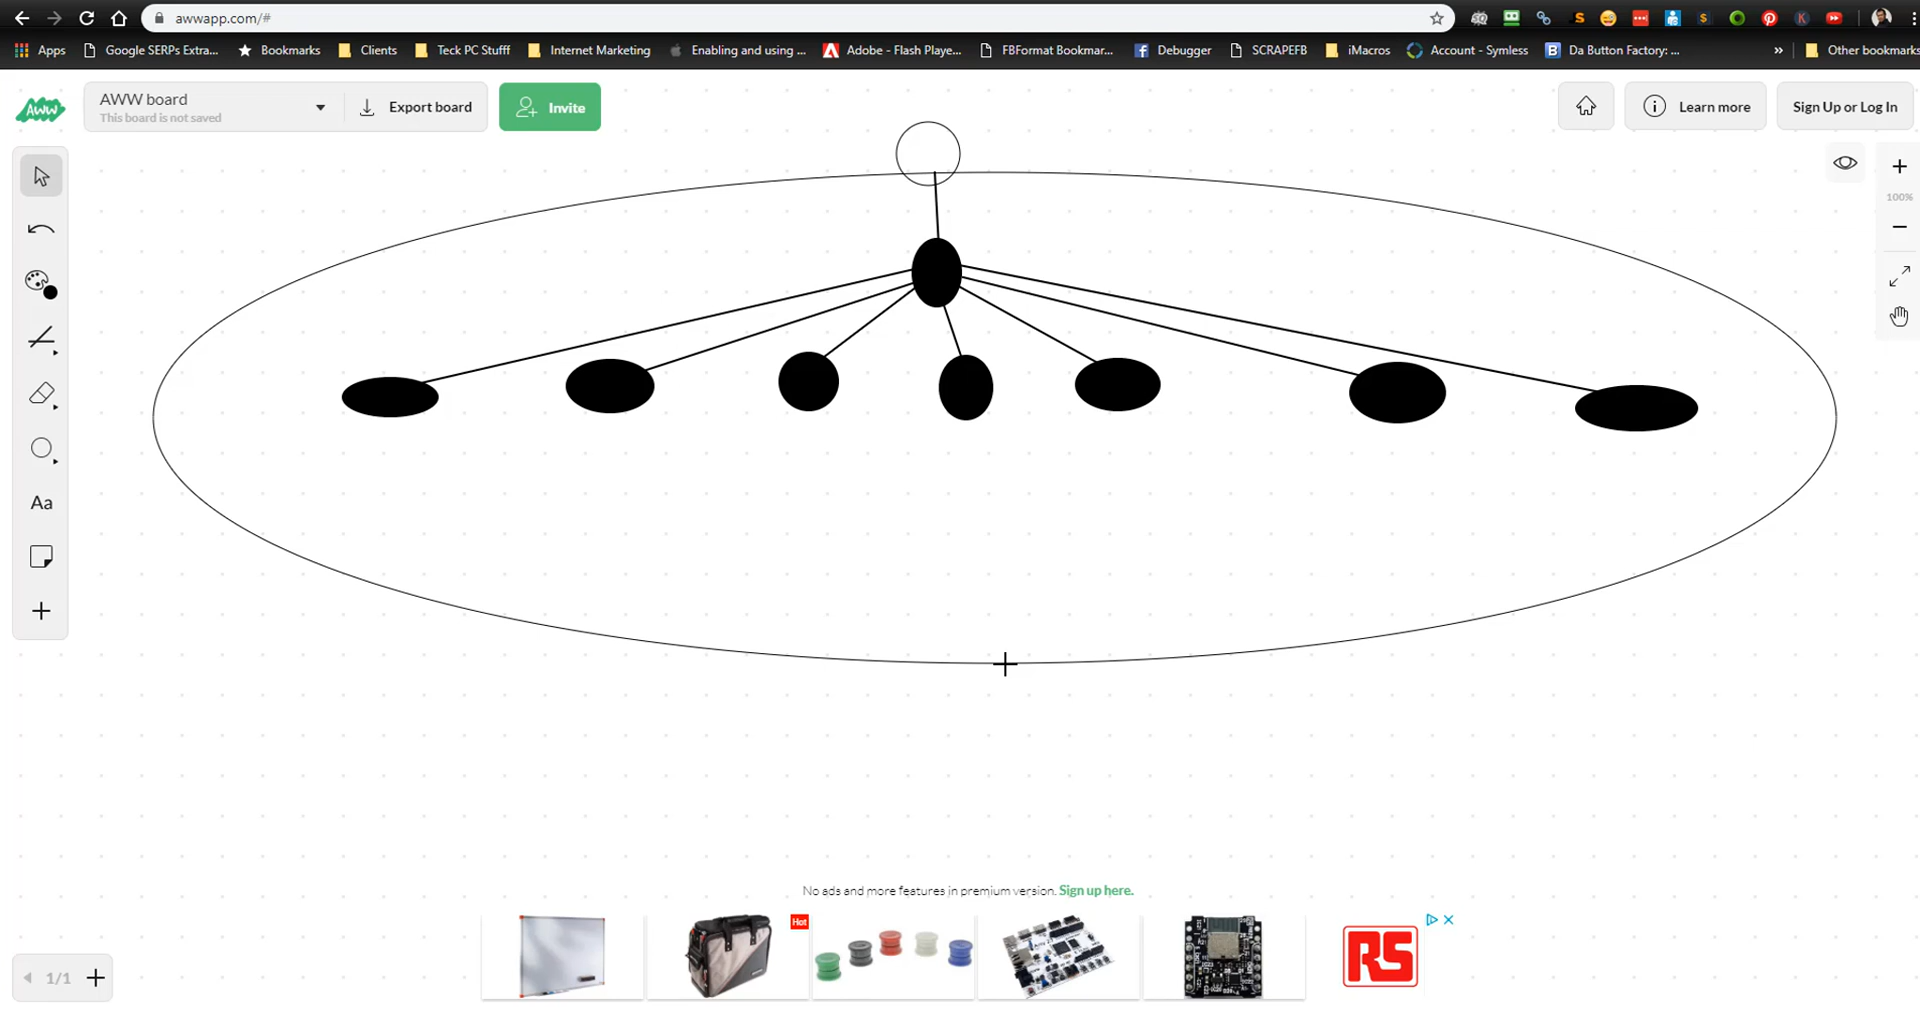 awwapp.com/#
Apps Google SERPs Extra... Bookmarks Clients Teck PC Stufff Internet Marketing Enabling and using ... Adobe - Flash Playe... FBFormat Bookmar... Debugger SCRAPEFB iMacros Account - Symless Da Button Factory: ... » Other bookmarks
AWW
AWW board
This board is not saved
Export board
Invite
Learn more
Sign Up or Log In
100%
Aa
No ads and more features in premium version. Sign up here.
Hot
RS
1/1